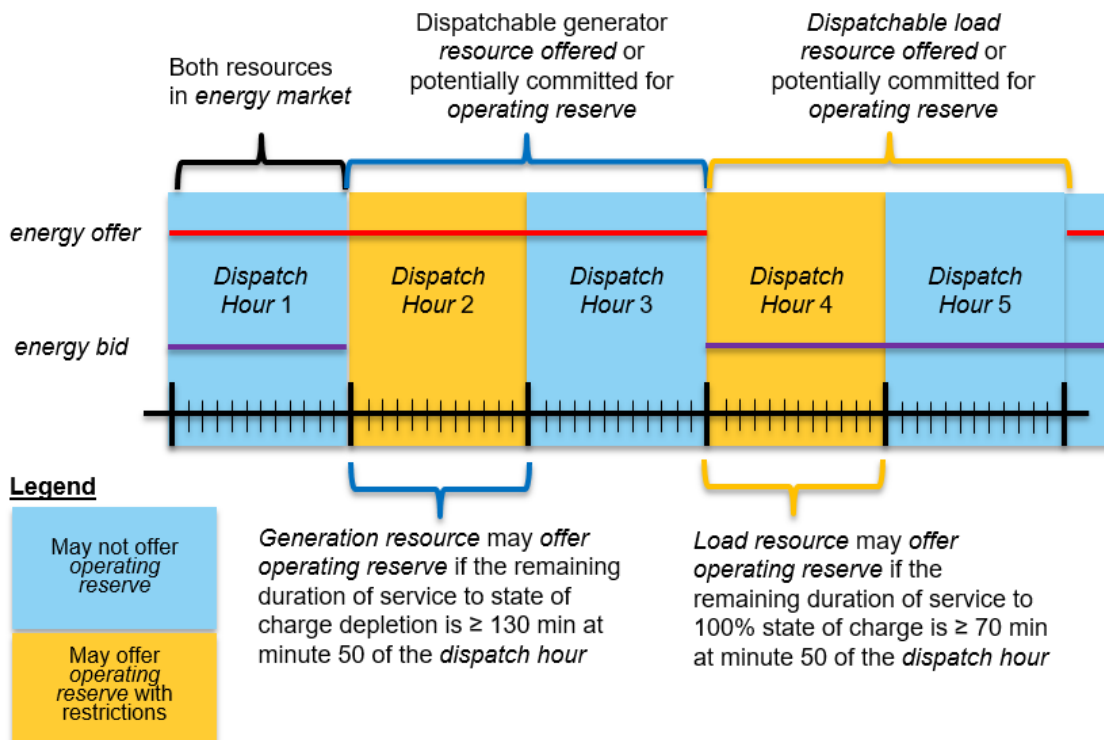 Both resources
in energy market
Dispatchable generator
resource offered or
potentially committed for
operating reserve
Dispatchable load
resource offered or
potentially committed for
operating reserve
energy offer
Dispatch
Hour 1
Dispatch
Hour 2
Dispatch
Hour 3
Dispatch
Hour 4
Dispatch
Hour 5
energy bid
Legend
May not offer
operating
reserve
May offer
operating
reserve with
restrictions
Generation resource may offer
operating reserve if the remaining
duration of service to state of
charge depletion is ≥ 130 min at
minute 50 of the dispatch hour
Load resource may offer
operating reserve if the
remaining duration of service to
100% state of charge is ≥ 70 min
at minute 50 of the dispatch hour